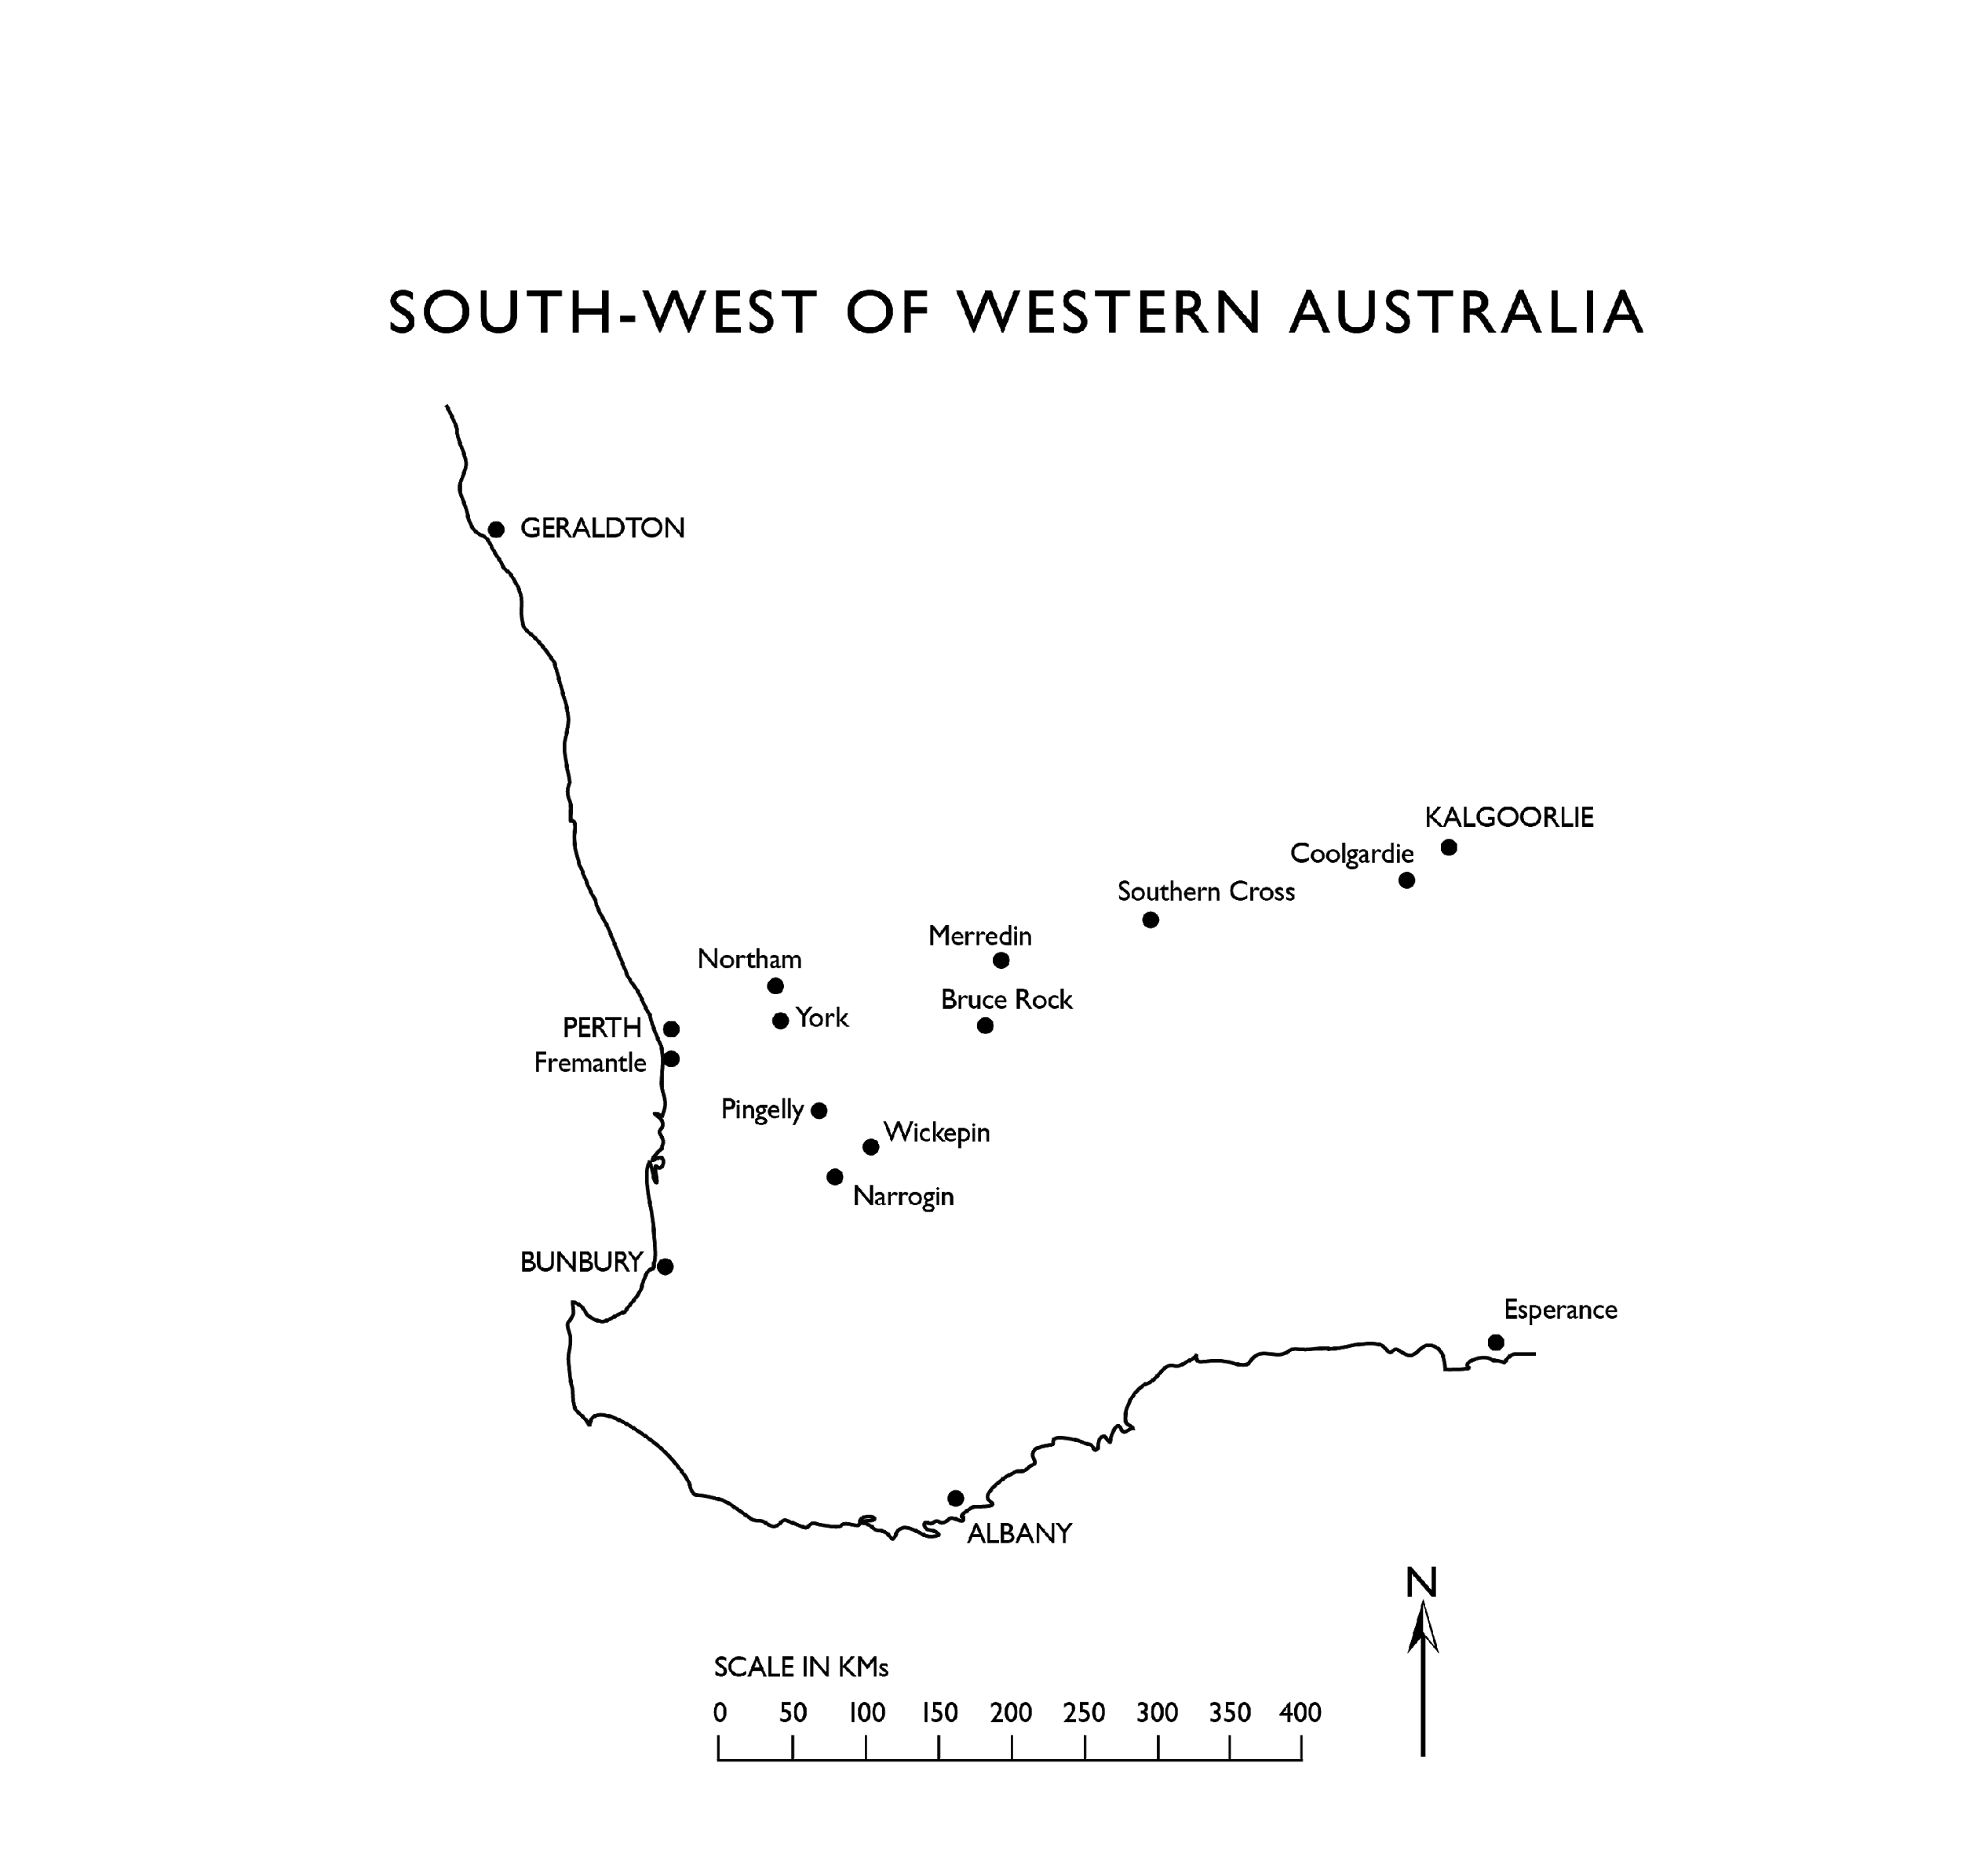 SOUTH-WEST OF WESTERN AUSTRALIA
GERALDTON
KALGOORLIE
Coolgardie
Southern Cross
Merredin
Northam
Bruce Rock
York
PERTH
Fremantle
Pingelly
Wickepin
Narrogin
BUNBURY
Esperance
ALBANY
N
SCALE IN KMs
0 50 100 150 200 250 300 350 400